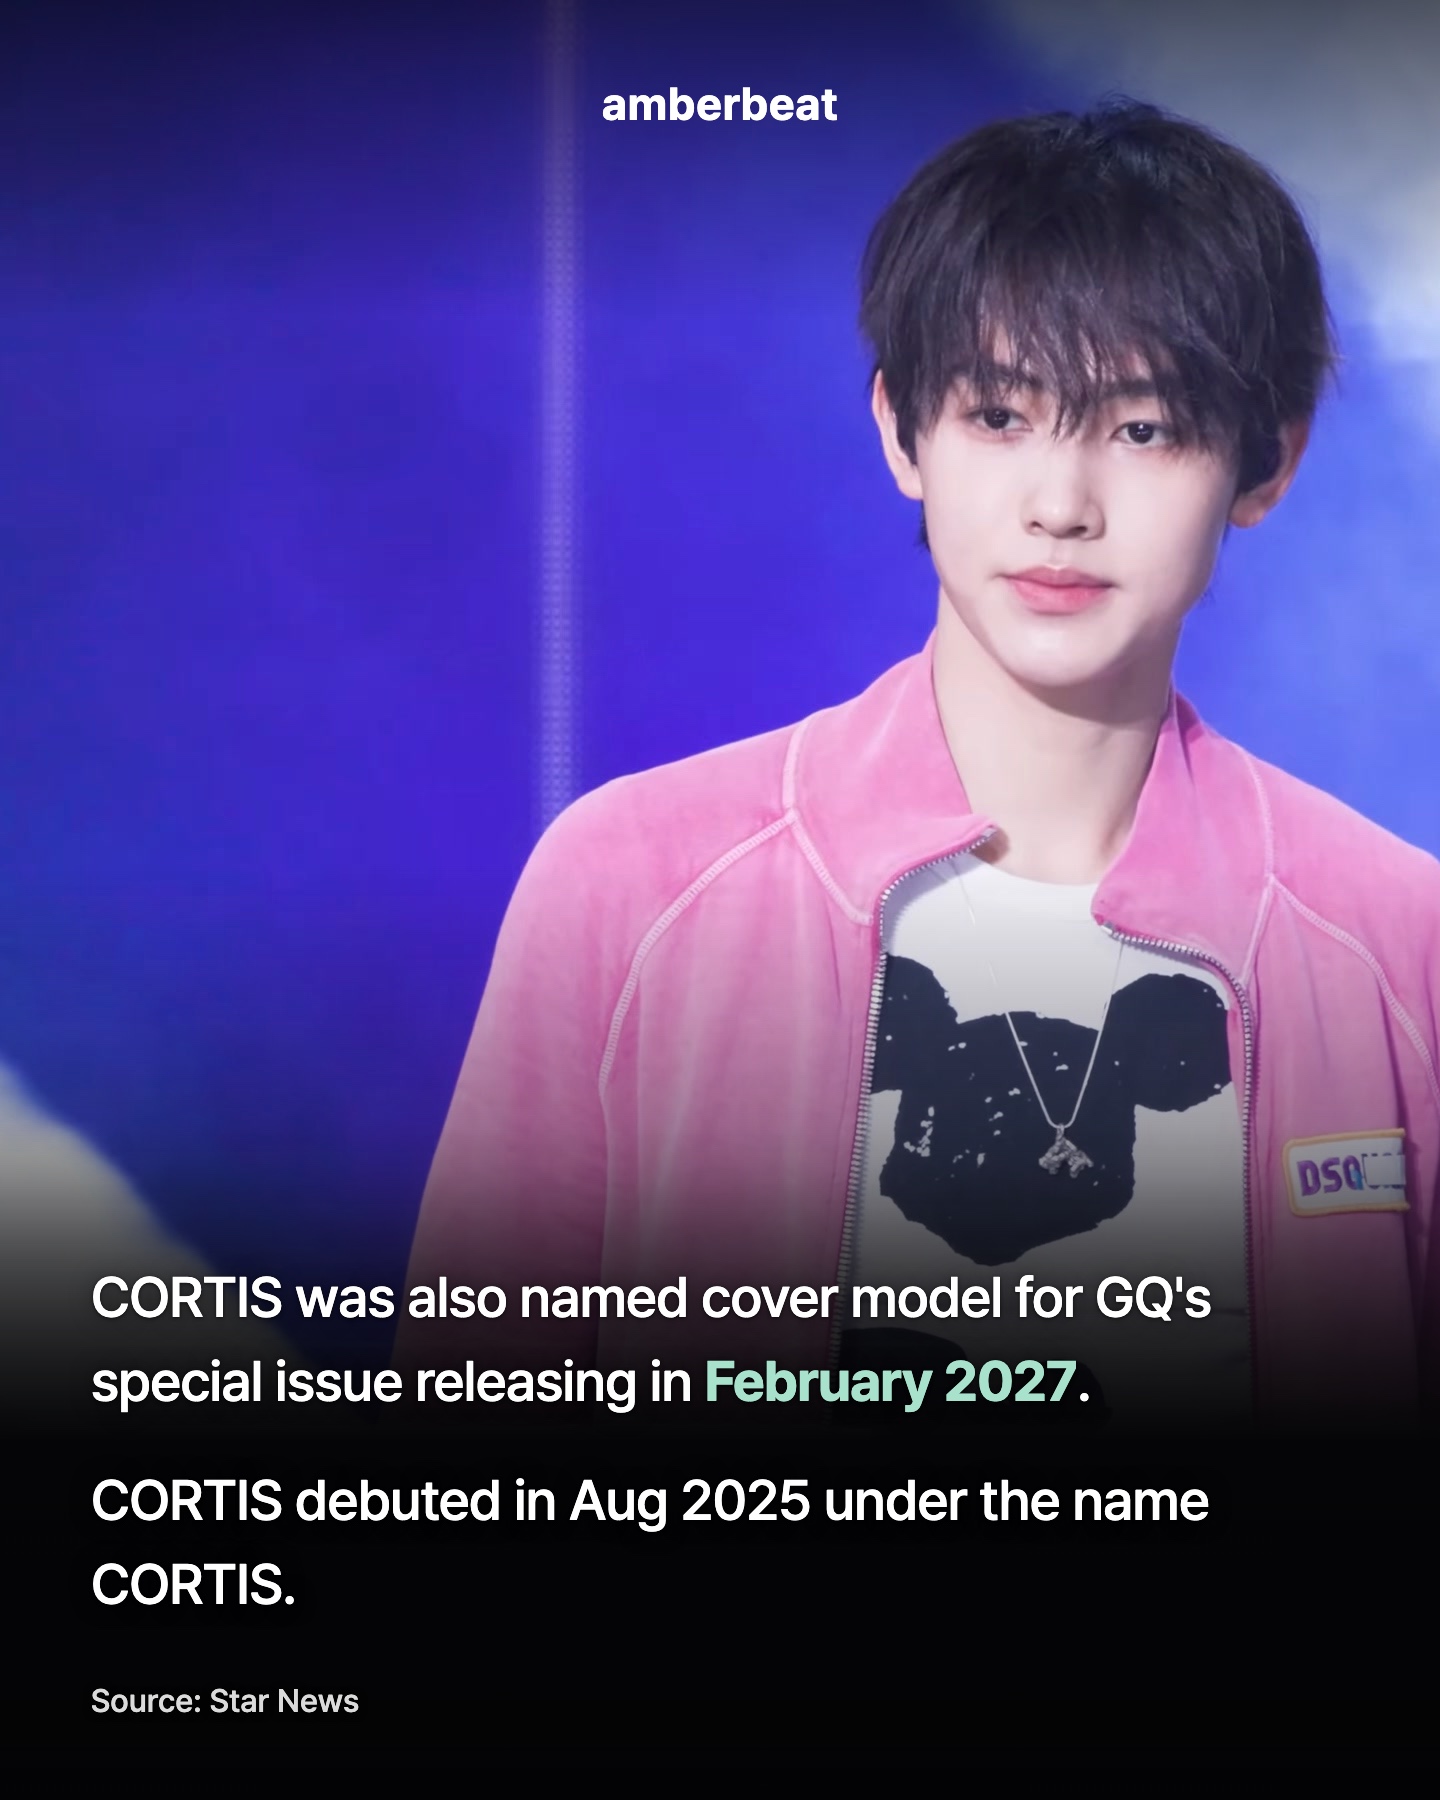 amberbeat
DSQ
CORTIS was also named cover model for GQ's
special issue releasing in February 2027.
CORTIS debuted in Aug 2025 under the name
CORTIS.
Source: Star News